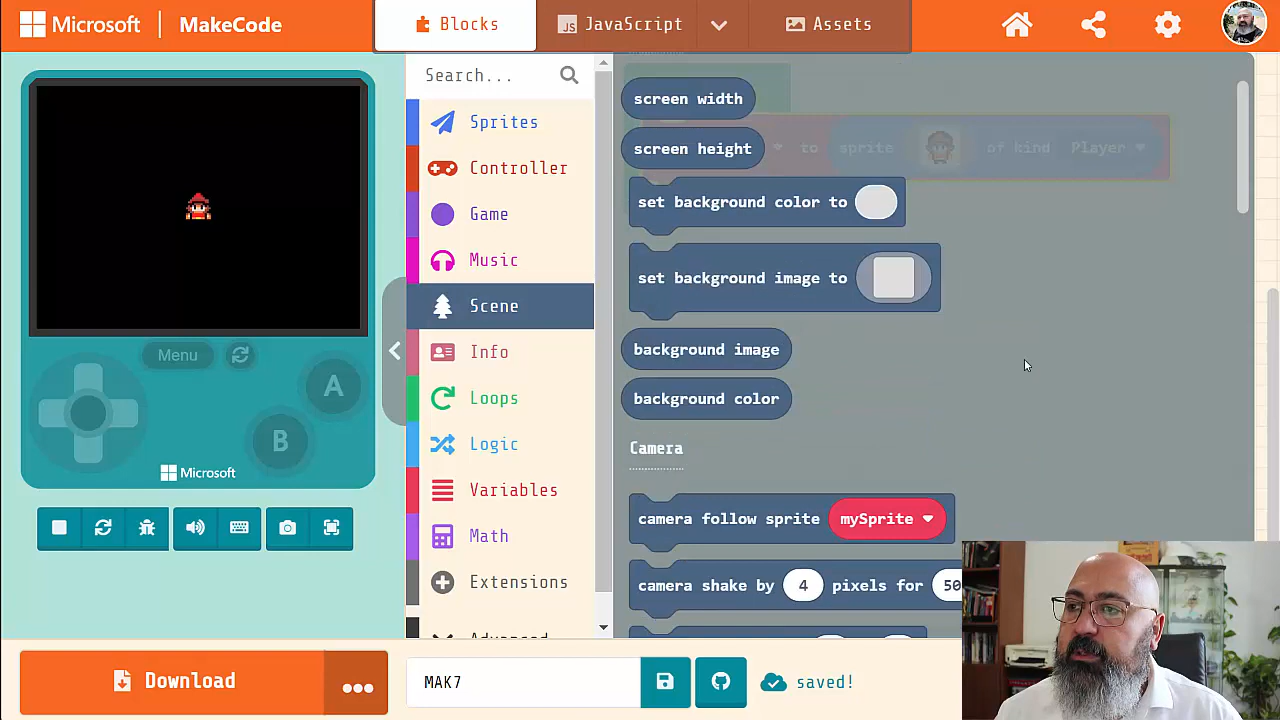 Microsoft | MakeCode
Blocks
JavaScript
Assets
Search...
Sprites
Controller
Game
Music
Scene
Info
Loops
Logic
Variables
Math
Extensions
Advanced
screen width
screen height
to sprite of kind Player
set background color to
set background image to
background image
background color
Camera
camera follow sprite mySprite
camera shake by 4 pixels for 50
Menu
A
B
Microsoft
Download
MAK7
saved!